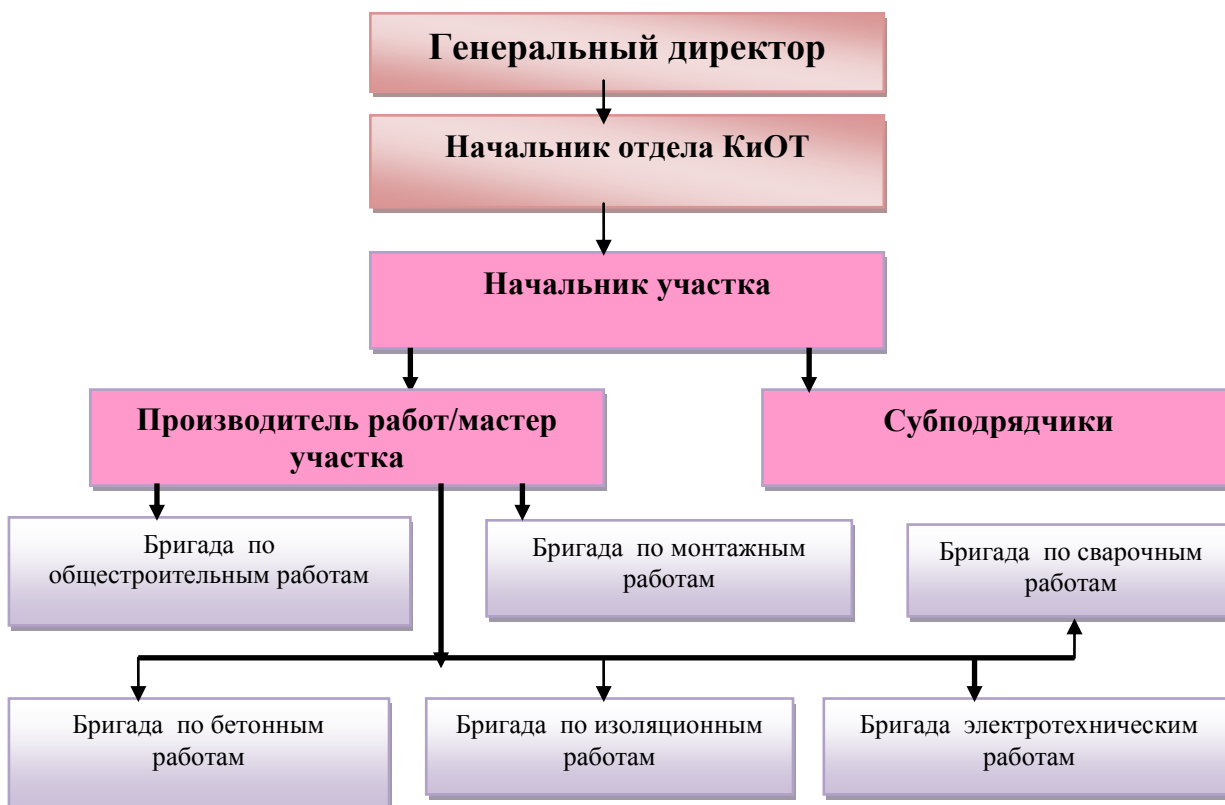 Генеральный директор
Начальник отдела КиОТ
Начальник участка
Производитель работ/мастер
участка
Субподрядчики
Бригада по
общестроительным работам
Бригада по монтажным
работам
Бригада по сварочным
работам
Бригада по бетонным
работам
Бригада по изоляционным
работам
Бригада электротехническим
работам